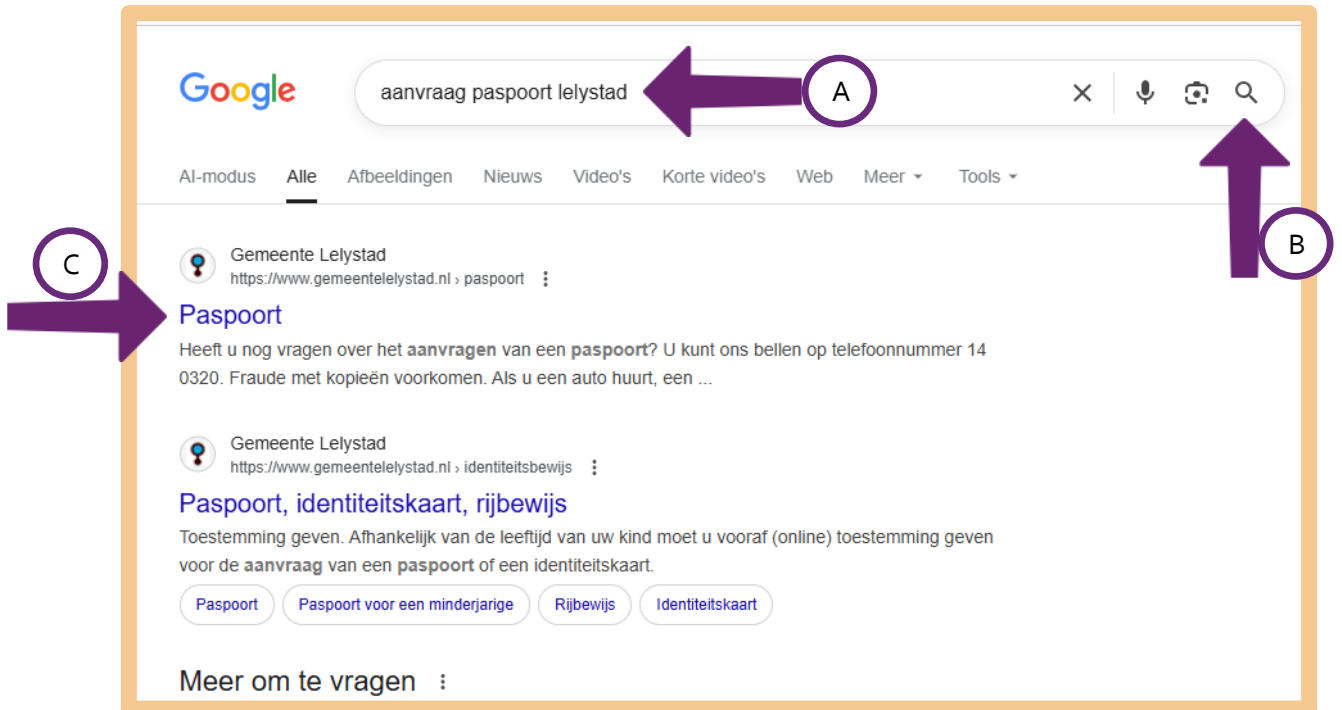 Google
aanvraag paspoort lelystad
A
AI-modus Alle Afbeeldingen Nieuws Video's Korte video's Web Meer Tools
B
C
Gemeente Lelystad
https://www.gemeentelelystad.nl › paspoort
Paspoort
Heeft u nog vragen over het aanvragen van een paspoort? U kunt ons bellen op telefoonnummer 14
0320. Fraude met kopieën voorkomen. Als u een auto huurt, een ...
Gemeente Lelystad
https://www.gemeentelelystad.nl › identiteitsbewijs
Paspoort, identiteitskaart, rijbewijs
Toestemming geven. Afhankelijk van de leeftijd van uw kind moet u vooraf (online) toestemming geven
voor de aanvraag van een paspoort of een identiteitskaart.
Paspoort Paspoort voor een minderjarige Rijbewijs Identiteitskaart
Meer om te vragen